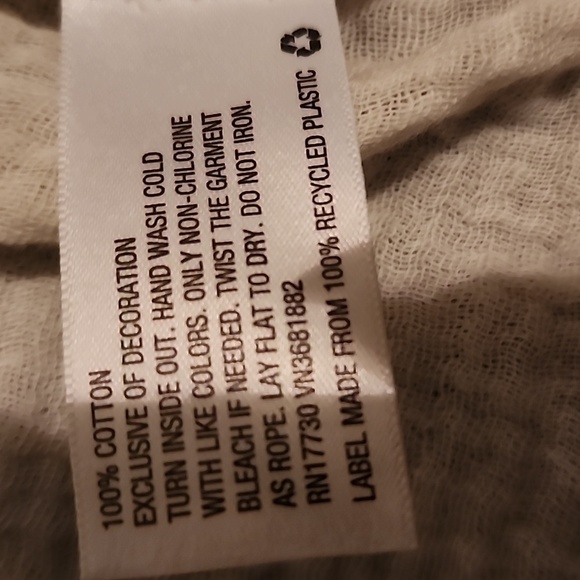 100% COTTON
EXCLUSIVE OF DECORATION
TURN INSIDE OUT. HAND WASH COLD
WITH LIKE COLORS. ONLY NON-CHLORINE
BLEACH IF NEEDED. TWIST THE GARMENT
AS ROPE. LAY FLAT TO DRY. DO NOT IRON.
RN17730 VN3681882
LABEL MADE FROM 100% RECYCLED PLASTIC